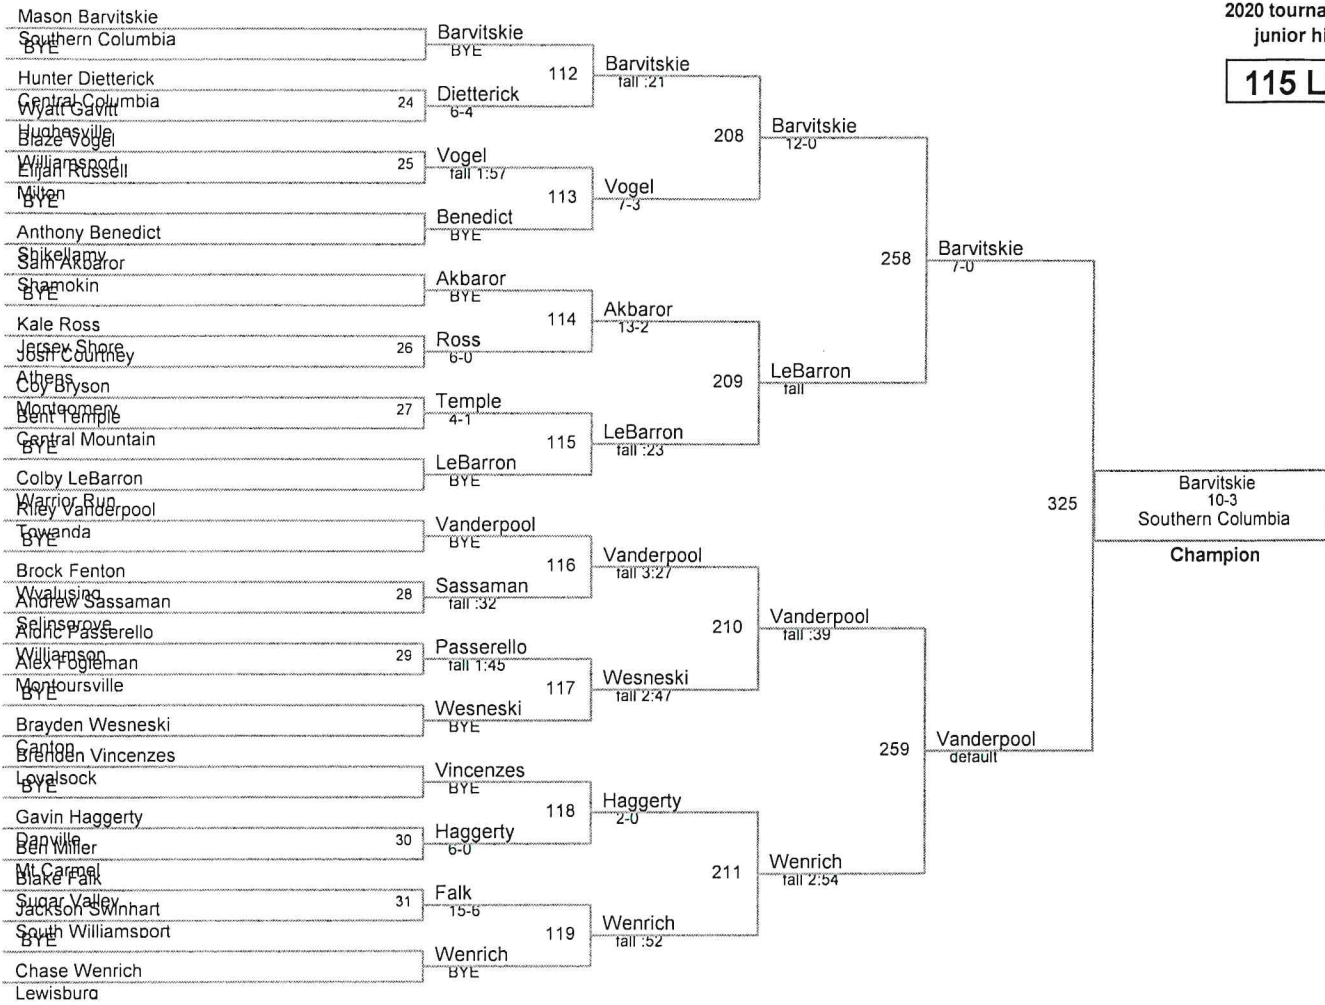 2020 tourna
junior hi
115 L
Mason Barvitskie
Southern Columbia
BYE
Hunter Dietterick
Central Columbia
Wyatt Gavitt
Hughesville
Blaze Vogel
Williamsport
Elijah Russell
Milton
BYE
Anthony Benedict
Shikellamy
Sam Akbaror
Shamokin
BYE
Kale Ross
Jersey Shore
Josh Courtney
Athens
Coy Bryson
Montgomery
Bent Temple
Central Mountain
BYE
Colby LeBarron
Warrior Run
Riley Vanderpool
Towanda
BYE
Brock Fenton
Wyalusing
Andrew Sassaman
Selinsgrove
Aldric Passerello
Williamson
Alex Fogleman
Montoursville
BYE
Brayden Wesneski
Canton
Brenden Vincenzes
Loyalsock
BYE
Gavin Haggerty
Danville
Ben Miller
Mt Carmel
Blake Falk
Sugar Valley
Jackson Swinhart
South Williamsport
BYE
Chase Wenrich
Lewisburg
24
25
26
27
28
29
30
31
Barvitskie
BYE
Dietterick
6-4
Vogel
fall 1:57
Benedict
BYE
Akbaror
BYE
Ross
6-0
Temple
4-1
LeBarron
BYE
Vanderpool
BYE
Sassaman
fall :32
Passerello
fall 1:45
Wesneski
BYE
Vincenzes
BYE
Haggerty
6-0
Falk
15-6
Wenrich
BYE
112
113
114
115
116
117
118
119
Barvitskie
fall :21
Vogel
7-3
Akbaror
13-2
LeBarron
fall :23
Vanderpool
fall 3:27
Wesneski
fall 2:47
Haggerty
2-0
Wenrich
fall :52
208
209
210
211
Barvitskie
12-0
LeBarron
fall
Vanderpool
fall :39
Wenrich
fall 2:54
258
259
Barvitskie
7-0
Vanderpool
default
325
Barvitskie
10-3
Southern Columbia
Champion